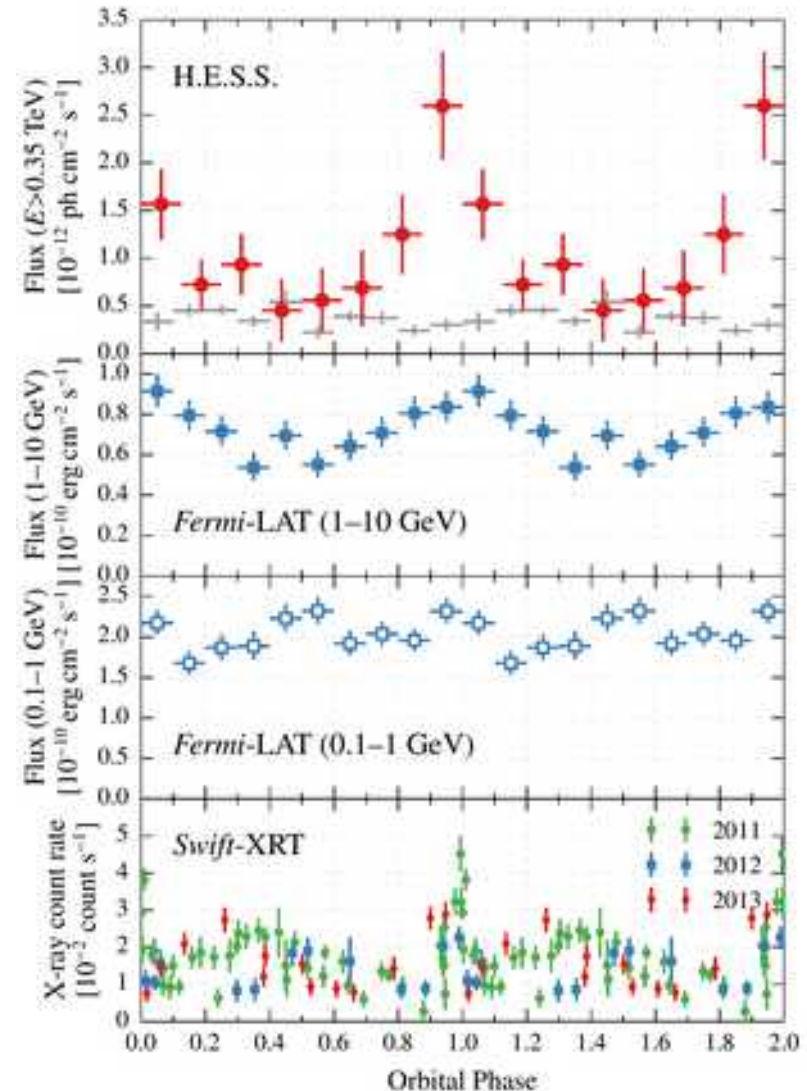 H.E.S.S.
Flux (E>0.35 TeV)
[10⁻¹² ph cm⁻² s⁻¹]
3.5
3.0
2.5
2.0
1.5
1.0
0.5
0.0
Fermi-LAT (1–10 GeV)
Flux (1–10 GeV)
[10⁻¹⁰ erg cm⁻² s⁻¹]
1.0
0.8
0.6
0.4
0.2
0.0
Fermi-LAT (0.1–1 GeV)
Flux (0.1–1 GeV)
[10⁻¹⁰ erg cm⁻² s⁻¹]
2.5
2.0
1.5
1.0
0.5
0.0
Swift-XRT
2011
2012
2013
X-ray count rate
[10⁻² count s⁻¹]
5
4
3
2
1
0
0.0 0.2 0.4 0.6 0.8 1.0 1.2 1.4 1.6 1.8 2.0
Orbital Phase